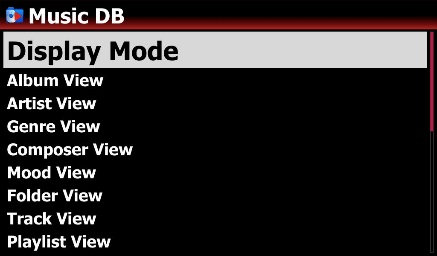 Music DB
Display Mode
Album View
Artist View
Genre View
Composer View
Mood View
Folder View
Track View
Playlist View